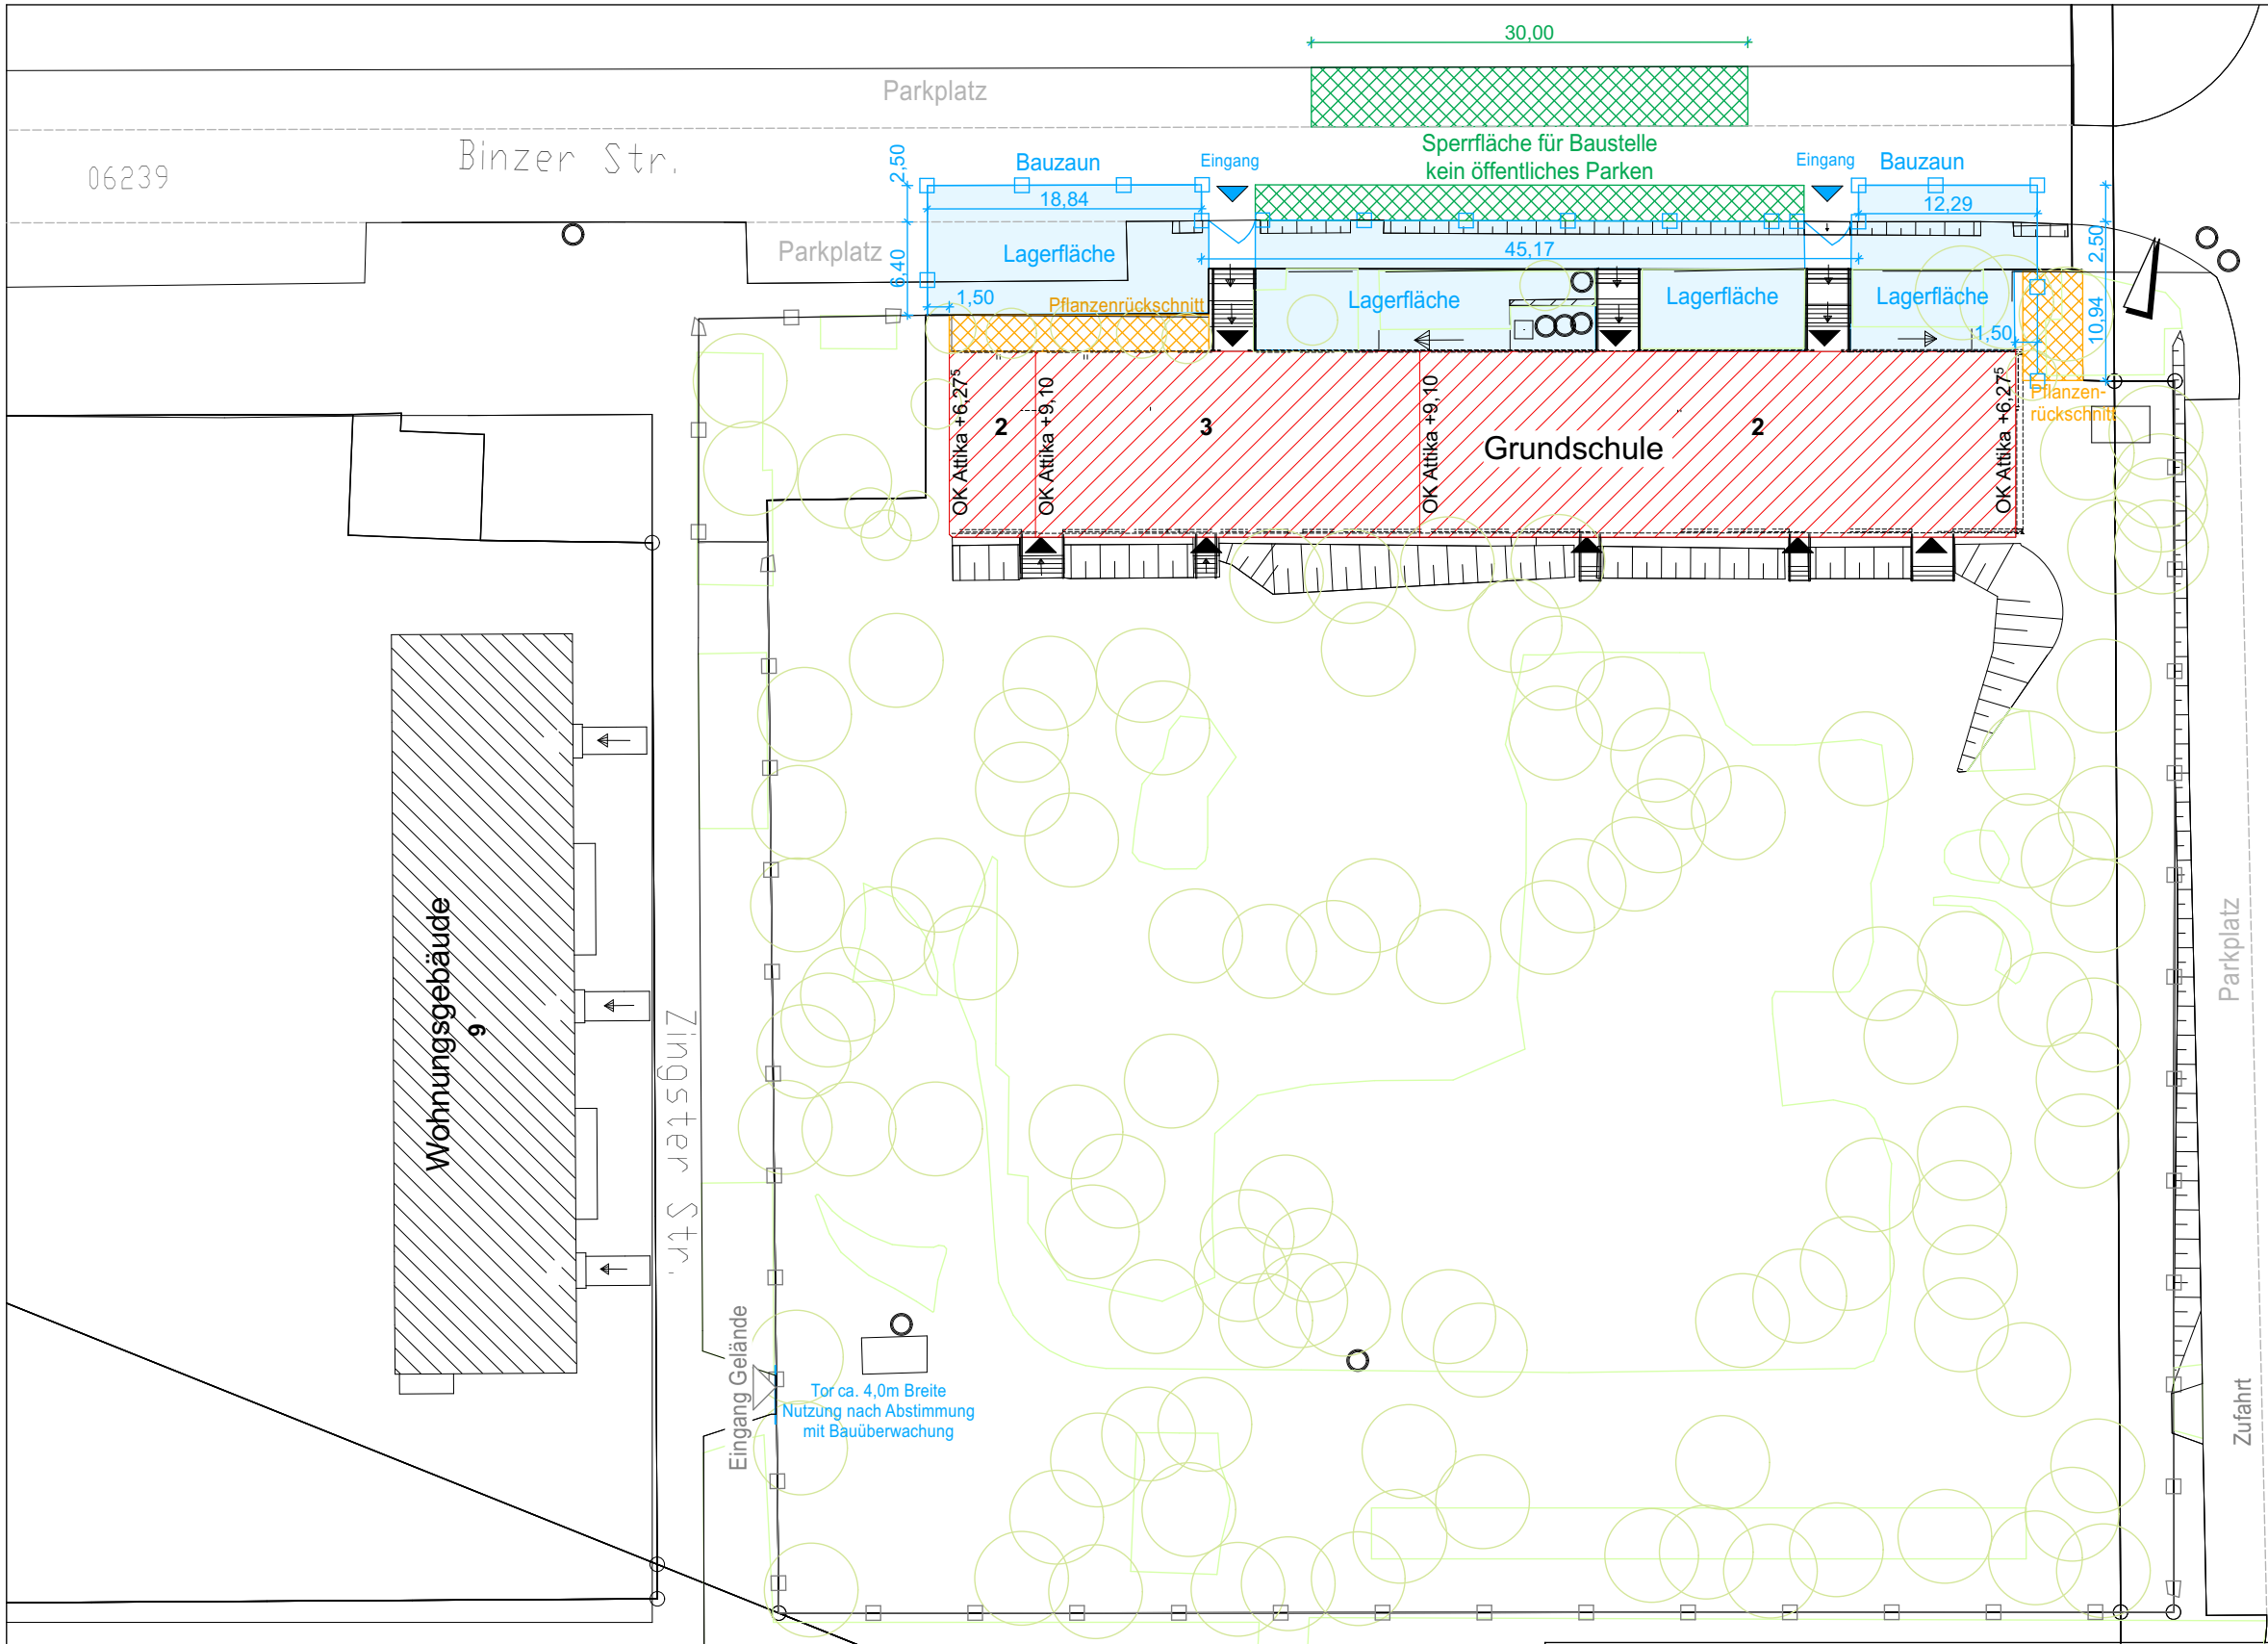 30,00
Parkplatz
Sperrfläche für Baustelle
kein öffentliches Parken
Binzer Str.
06239
2,50
Bauzaun
Eingang
Eingang
Bauzaun
18,84
12,29
Parkplatz
6,40
Lagerfläche
45,17
2,50
1,50
Pflanzenrückschnitt
Lagerfläche
Lagerfläche
Lagerfläche
1,50
10,94
OK Attika +6,27⁵
OK Attika +9,10
OK Attika +9,10
OK Attika +6,27⁵
Pflanzen-
rückschnitt
2
3
2
Grundschule
Wohnungsgebäude
9
Zingster Str.
Parkplatz
Eingang Gelände
Tor ca. 4,0m Breite
Nutzung nach Abstimmung
mit Bauüberwachung
Zufahrt